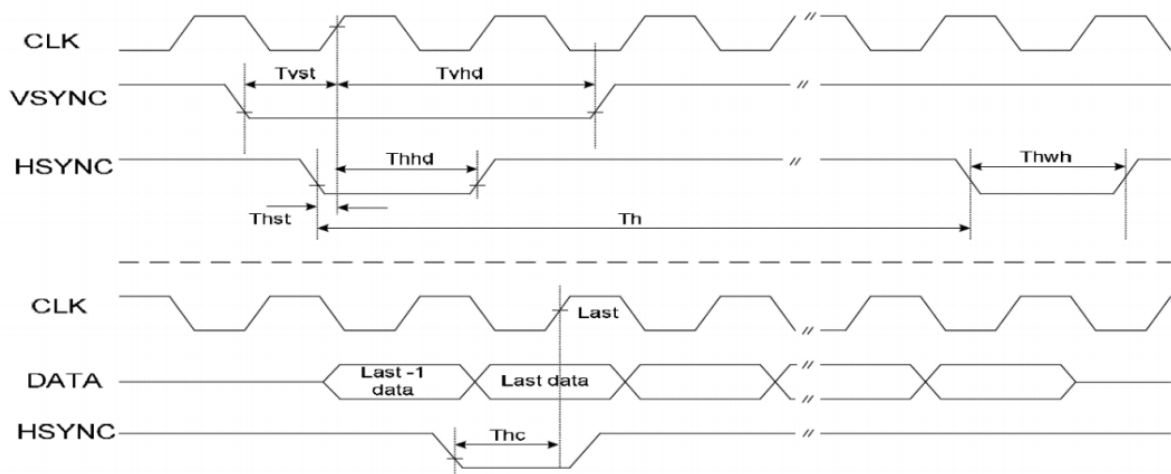 CLK
Tvst
Tvhd
VSYNC
HSYNC
Thhd
Thwh
Thst
Th
CLK
Last
DATA
Last -1
data
Last data
HSYNC
Thc